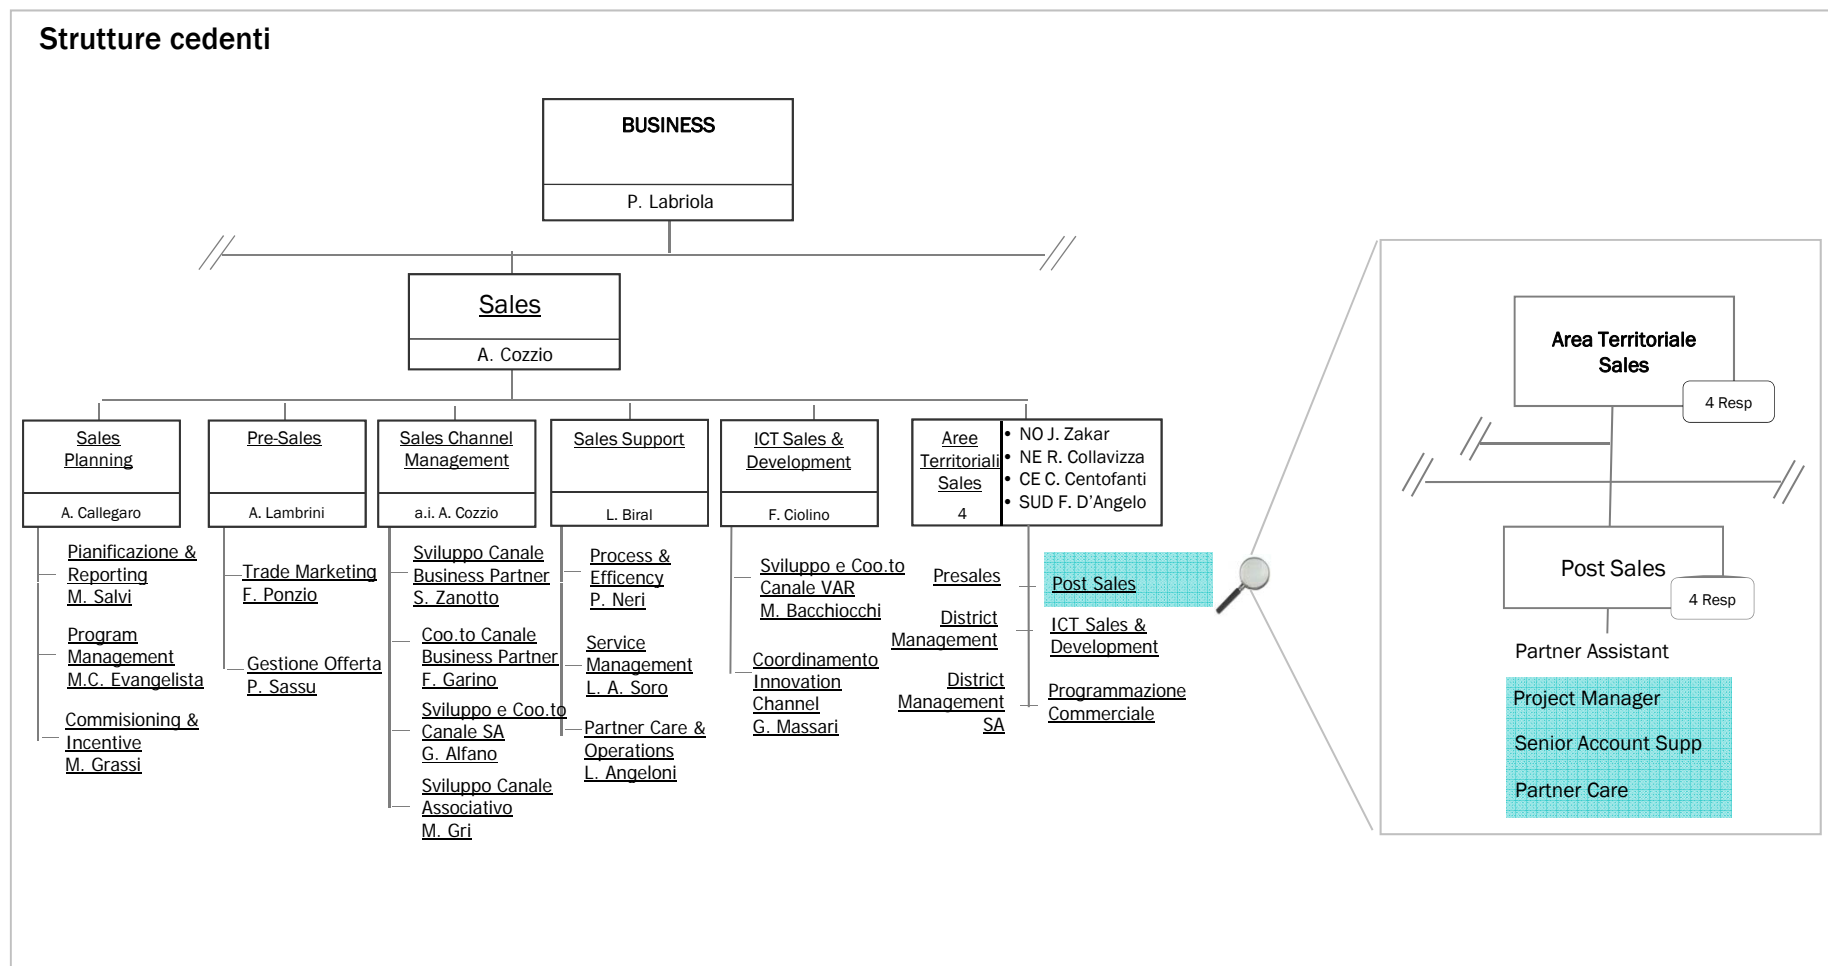 Strutture cedenti
BUSINESS
P. Labriola
Sales
A. Cozzio
Sales
Planning
A. Callegaro
Pianificazione &
Reporting
M. Salvi
Program
Management
M.C. Evangelista
Commisioning &
Incentive
M. Grassi
Pre-Sales
A. Lambrini
Trade Marketing
F. Ponzio
Gestione Offerta
P. Sassu
Sales Channel
Management
a.i. A. Cozzio
Sviluppo Canale
Business Partner
S. Zanotto
Coo.to Canale
Business Partner
F. Garino
Sviluppo e Coo.to
Canale SA
G. Alfano
Sviluppo Canale
Associativo
M. Gri
Sales Support
L. Biral
Process &
Efficency
P. Neri
Service
Management
L. A. Soro
Partner Care &
Operations
L. Angeloni
ICT Sales &
Development
F. Ciolino
Sviluppo e Coo.to
Canale VAR
M. Bacchiocchi
Coordinamento
Innovation
Channel
G. Massari
Aree
Territoriali
Sales
4
• NO J. Zakar
• NE R. Collavizza
• CE C. Centofanti
• SUD F. D'Angelo
Presales
District
Management
District
Management
SA
Post Sales
ICT Sales &
Development
Programmazione
Commerciale
Area Territoriale
Sales
4 Resp
Post Sales
4 Resp
Partner Assistant
Project Manager
Senior Account Supp
Partner Care